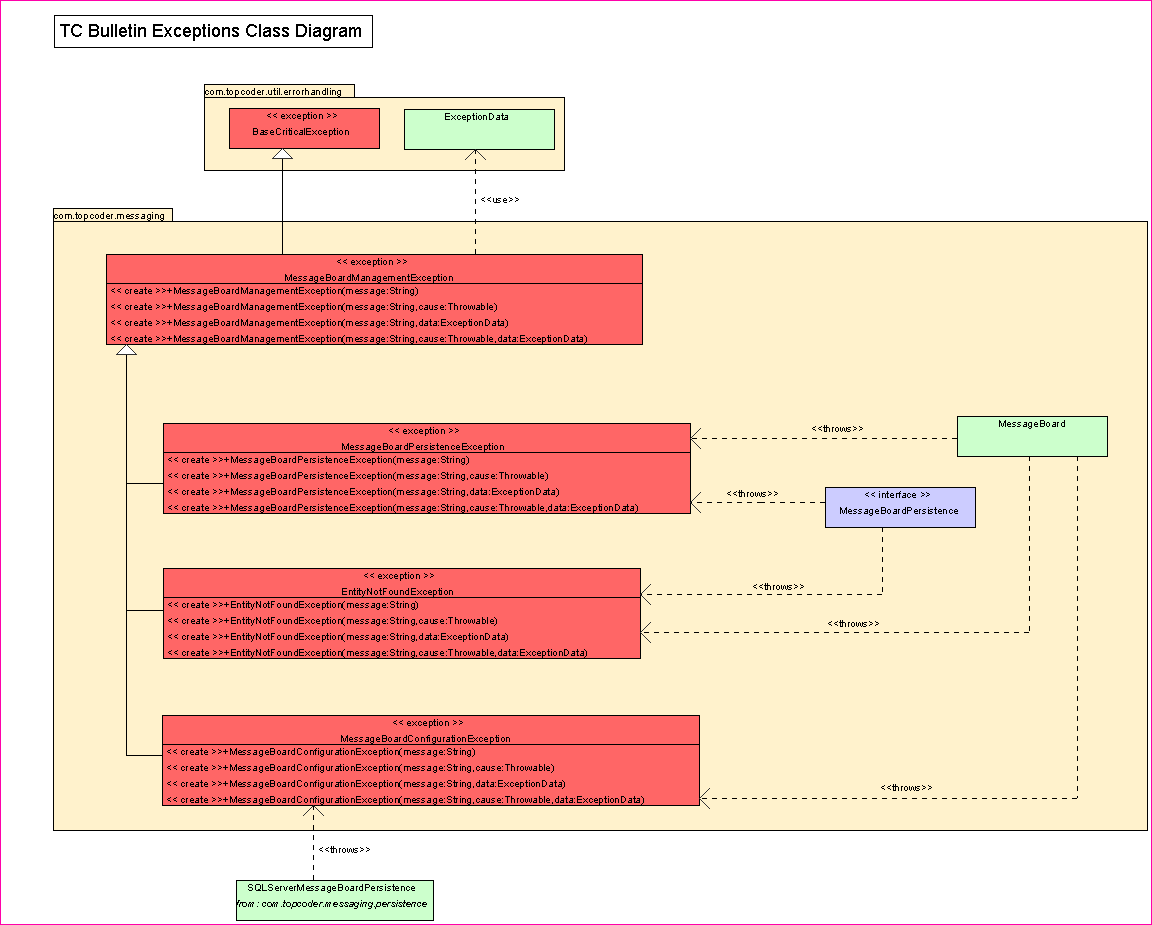 TC Bulletin Exceptions Class Diagram
com.topcoder.util.errorhandling
<< exception >>
BaseCriticalException
ExceptionData
<<use>>
com.topcoder.messaging
<< exception >>
MessageBoardManagementException
<< create >>+MessageBoardManagementException(message:String)
<< create >>+MessageBoardManagementException(message:String,cause:Throwable)
<< create >>+MessageBoardManagementException(message:String,data:ExceptionData)
<< create >>+MessageBoardManagementException(message:String,cause:Throwable,data:ExceptionData)
<< exception >>
MessageBoardPersistenceException
<< create >>+MessageBoardPersistenceException(message:String)
<< create >>+MessageBoardPersistenceException(message:String,cause:Throwable)
<< create >>+MessageBoardPersistenceException(message:String,data:ExceptionData)
<< create >>+MessageBoardPersistenceException(message:String,cause:Throwable,data:ExceptionData)
<<throws>>
MessageBoard
<<throws>>
<< interface >>
MessageBoardPersistence
<< exception >>
EntityNotFoundException
<< create >>+EntityNotFoundException(message:String)
<< create >>+EntityNotFoundException(message:String,cause:Throwable)
<< create >>+EntityNotFoundException(message:String,data:ExceptionData)
<< create >>+EntityNotFoundException(message:String,cause:Throwable,data:ExceptionData)
<<throws>>
<<throws>>
<< exception >>
MessageBoardConfigurationException
<< create >>+MessageBoardConfigurationException(message:String)
<< create >>+MessageBoardConfigurationException(message:String,cause:Throwable)
<< create >>+MessageBoardConfigurationException(message:String,data:ExceptionData)
<< create >>+MessageBoardConfigurationException(message:String,cause:Throwable,data:ExceptionData)
<<throws>>
<<throws>>
SQLServerMessageBoardPersistence
from : com.topcoder.messaging.persistence